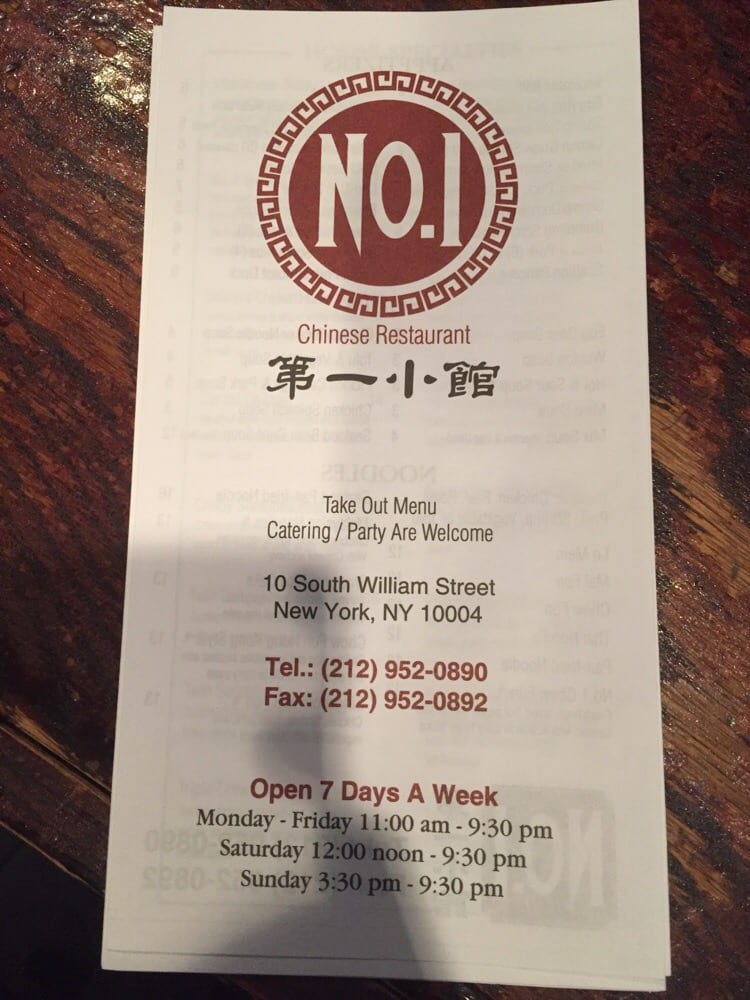 NO.1
Chinese Restaurant
第一小館
Take Out Menu
Catering / Party Are Welcome
10 South William Street
New York, NY 10004
Tel.: (212) 952-0890
Fax: (212) 952-0892
Open 7 Days A Week
Monday - Friday 11:00 am - 9:30 pm
Saturday 12:00 noon - 9:30 pm
Sunday 3:30 pm - 9:30 pm